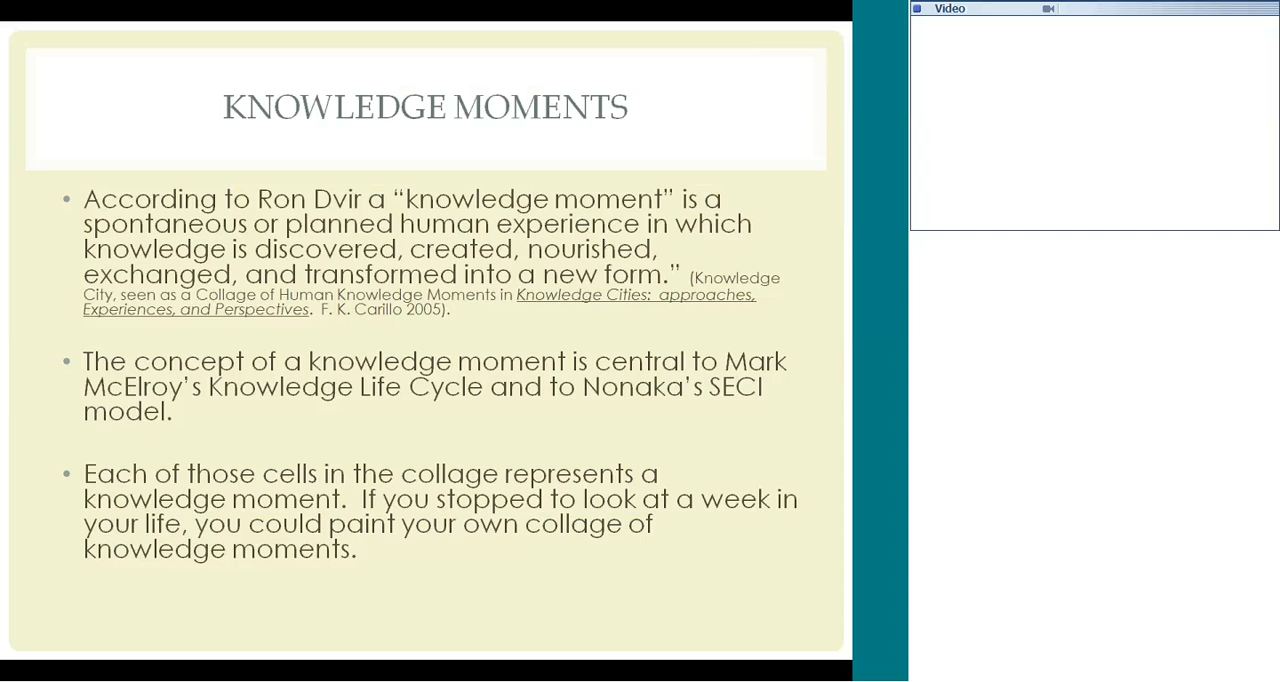 Video
KNOWLEDGE MOMENTS
• According to Ron Dvir a “knowledge moment” is a
spontaneous or planned human experience in which
knowledge is discovered, created, nourished,
exchanged, and transformed into a new form.” (Knowledge
City, seen as a Collage of Human Knowledge Moments in Knowledge Cities: approaches,
Experiences, and Perspectives. F. K. Carillo 2005).
• The concept of a knowledge moment is central to Mark
McElroy’s Knowledge Life Cycle and to Nonaka’s SECI
model.
• Each of those cells in the collage represents a
knowledge moment. If you stopped to look at a week in
your life, you could paint your own collage of
knowledge moments.